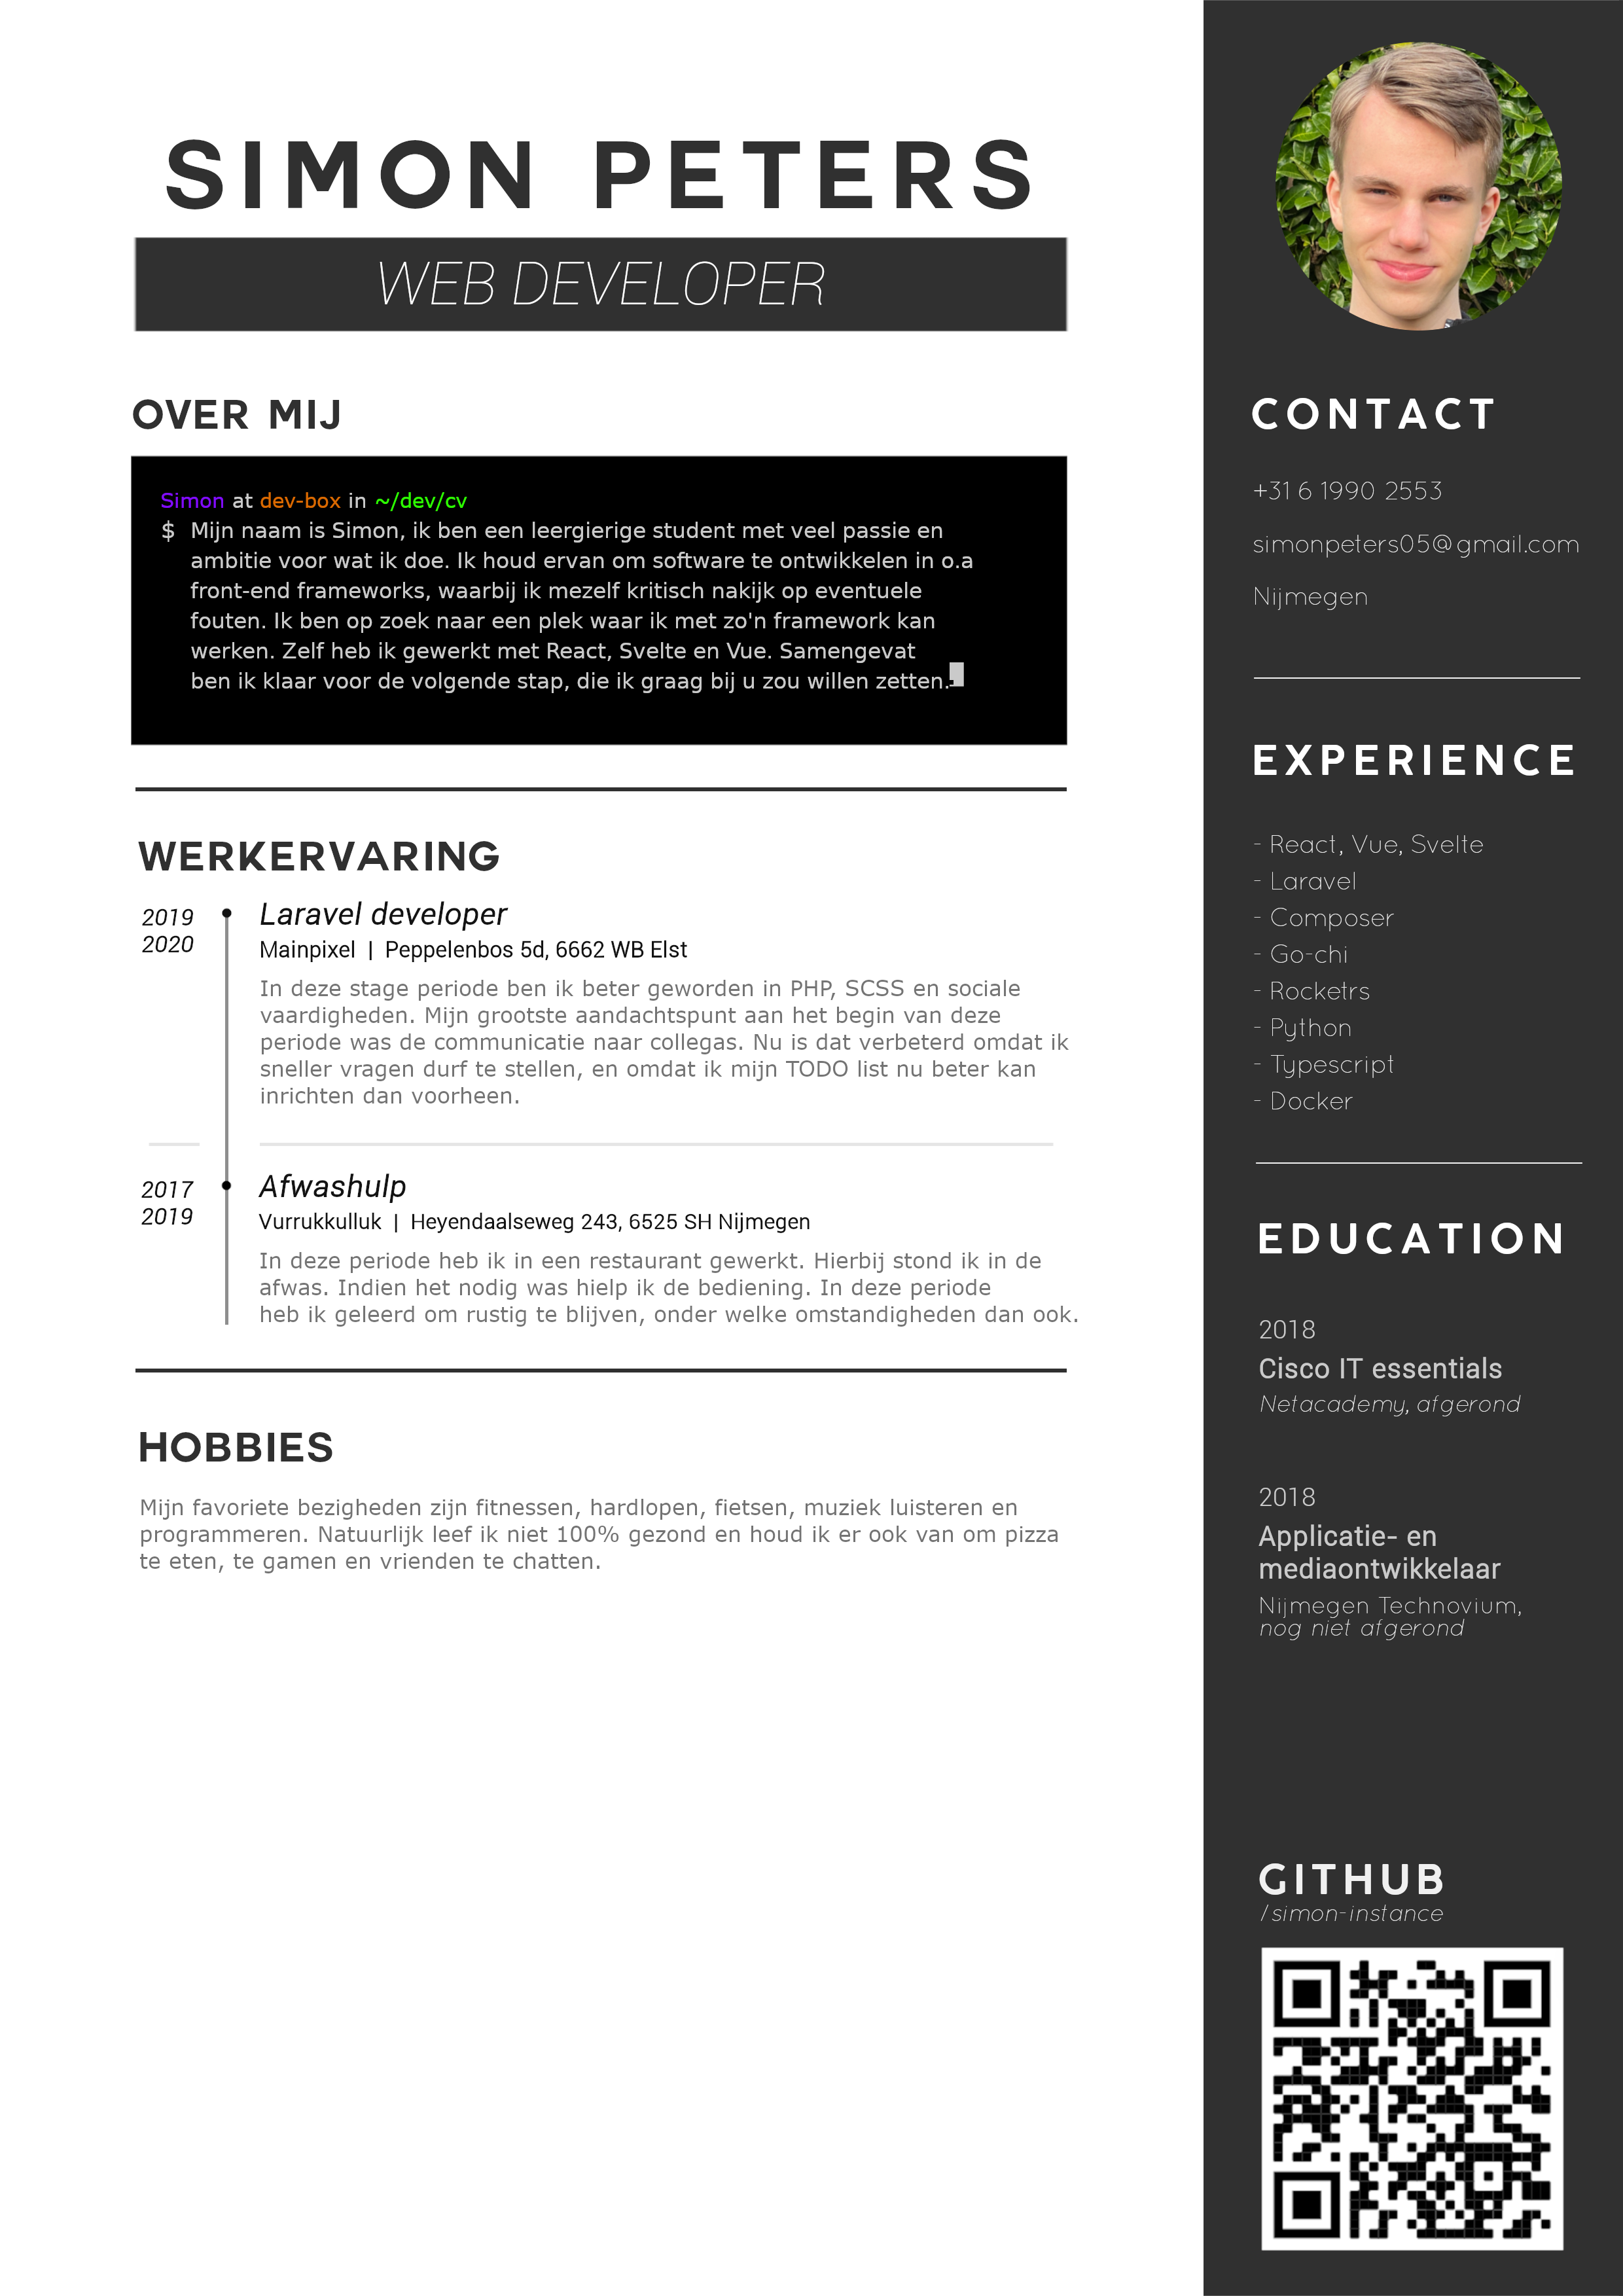 SIMON PETERS
WEB DEVELOPER
OVER MIJ
Simon at dev-box in ~/dev/cv
$ Mijn naam is Simon, ik ben een leergierige student met veel passie en
ambitie voor wat ik doe. Ik houd ervan om software te ontwikkelen in o.a
front-end frameworks, waarbij ik mezelf kritisch nakijk op eventuele
fouten. Ik ben op zoek naar een plek waar ik met zo'n framework kan
werken. Zelf heb ik gewerkt met React, Svelte en Vue. Samengevat
ben ik klaar voor de volgende stap, die ik graag bij u zou willen zetten.
WERKERVARING
2019
2020
Laravel developer
Mainpixel | Peppelenbos 5d, 6662 WB Elst
In deze stage periode ben ik beter geworden in PHP, SCSS en sociale
vaardigheden. Mijn grootste aandachtspunt aan het begin van deze
periode was de communicatie naar collegas. Nu is dat verbeterd omdat ik
sneller vragen durf te stellen, en omdat ik mijn TODO list nu beter kan
inrichten dan voorheen.
2017
2019
Afwashulp
Vurrukkulluk | Heyendaalseweg 243, 6525 SH Nijmegen
In deze periode heb ik in een restaurant gewerkt. Hierbij stond ik in de
afwas. Indien het nodig was hielp ik de bediening. In deze periode
heb ik geleerd om rustig te blijven, onder welke omstandigheden dan ook.
HOBBIES
Mijn favoriete bezigheden zijn fitnessen, hardlopen, fietsen, muziek luisteren en
programmeren. Natuurlijk leef ik niet 100% gezond en houd ik er ook van om pizza
te eten, te gamen en vrienden te chatten.
CONTACT
+31 6 1990 2553
simonpeters05@gmail.com
Nijmegen
EXPERIENCE
- React, Vue, Svelte
- Laravel
- Composer
- Go-chi
- Rocketrs
- Python
- Typescript
- Docker
EDUCATION
2018
Cisco IT essentials
Netacademy, afgerond
2018
Applicatie- en
mediaontwikkelaar
Nijmegen Technovium,
nog niet afgerond
GITHUB
/simon-instance